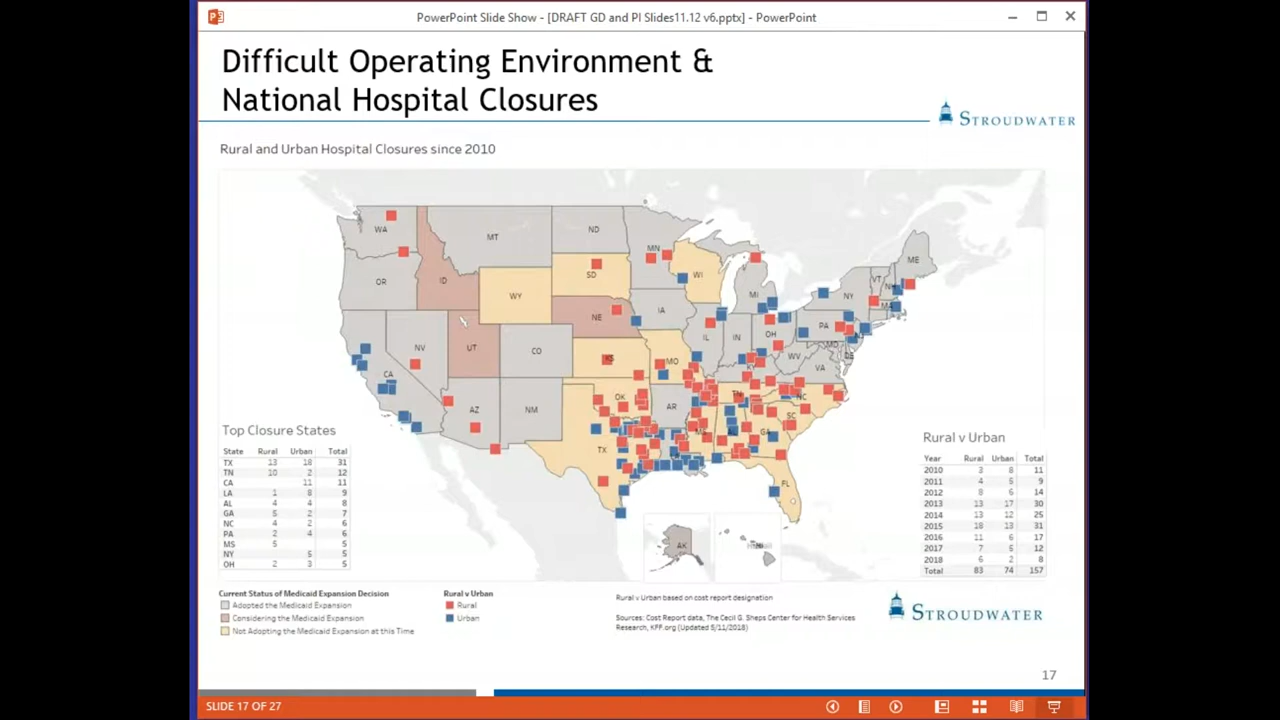 PowerPoint Slide Show - [DRAFT GD and PI Slides11.12 v6.pptx] - PowerPoint
Difficult Operating Environment &
National Hospital Closures
STROUDWATER
Rural and Urban Hospital Closures since 2010
WA
MT
ND
MN
ME
OR
ID
SD
WI
VT
WY
MI
NY
MA
NE
IA
PA
NV
UT
CO
IL
IN
OH
MD
DE
WV
VA
CA
KS
MO
KY
AZ
NM
OK
AR
TN
NC
SC
TX
GA
FL
AK
Top Closure States
State Rural Urban Total
TX 13 18 31
TN 10 2 12
CA 11 11
LA 1 8 9
AL 4 4 8
GA 5 2 7
NC 4 2 6
PA 2 4 6
MS 5 5
NY 5 5
OH 2 3 5
Rural v Urban
Year Rural Urban Total
2010 3 8 11
2011 4 5 9
2012 8 6 14
2013 13 17 30
2014 13 12 25
2015 18 13 31
2016 11 6 17
2017 7 5 12
2018 6 2 8
Total 83 74 157
Current Status of Medicaid Expansion Decision
Adopted the Medicaid Expansion
Considering the Medicaid Expansion
Not Adopting the Medicaid Expansion at this Time
Rural v Urban
Rural
Urban
Rural v Urban based on cost report designation
Sources: Cost Report data, The Cecil G. Sheps Center for Health Services
Research, KFF.org (Updated 5/11/2018)
STROUDWATER
17
SLIDE 17 OF 27